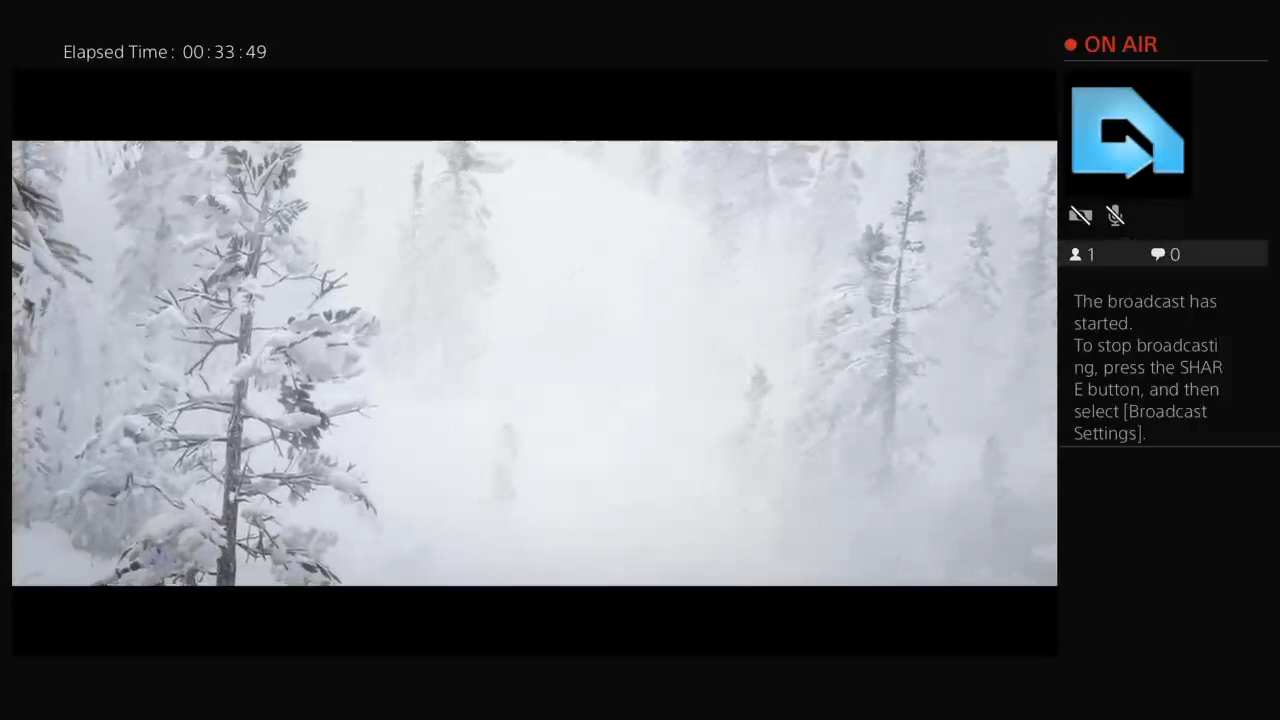 Elapsed Time: 00:33:49
ON AIR
1 0
The broadcast has
started.
To stop broadcasti
ng, press the SHAR
E button, and then
select [Broadcast
Settings].